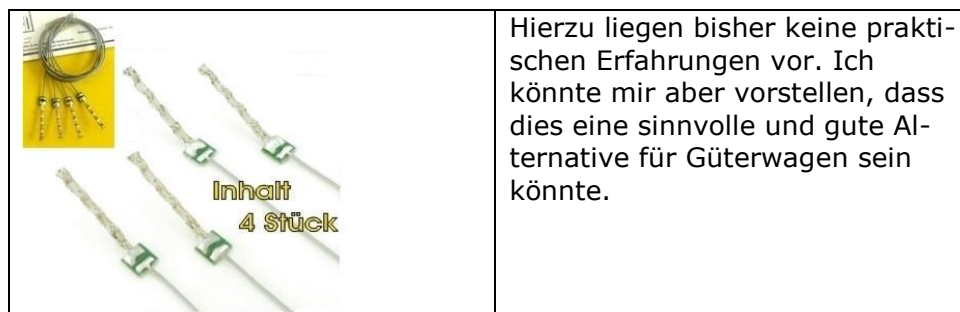 Inhalt
4 Stück
Hierzu liegen bisher keine prakti-
schen Erfahrungen vor. Ich
könnte mir aber vorstellen, dass
dies eine sinnvolle und gute Al-
ternative für Güterwagen sein
könnte.